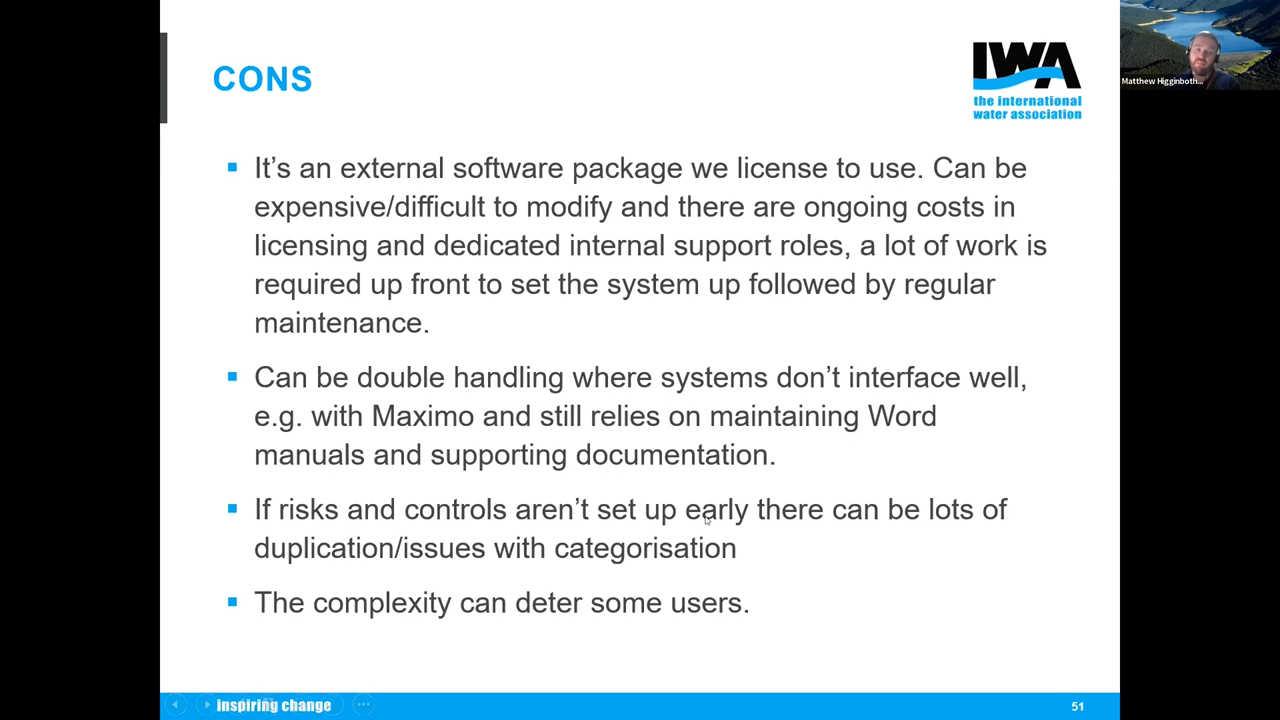 CONS
IWA
the international
water association
Matthew Higginboth...
It’s an external software package we license to use. Can be
expensive/difficult to modify and there are ongoing costs in
licensing and dedicated internal support roles, a lot of work is
required up front to set the system up followed by regular
maintenance.
Can be double handling where systems don’t interface well,
e.g. with Maximo and still relies on maintaining Word
manuals and supporting documentation.
If risks and controls aren’t set up early there can be lots of
duplication/issues with categorisation
The complexity can deter some users.
inspiring change
51